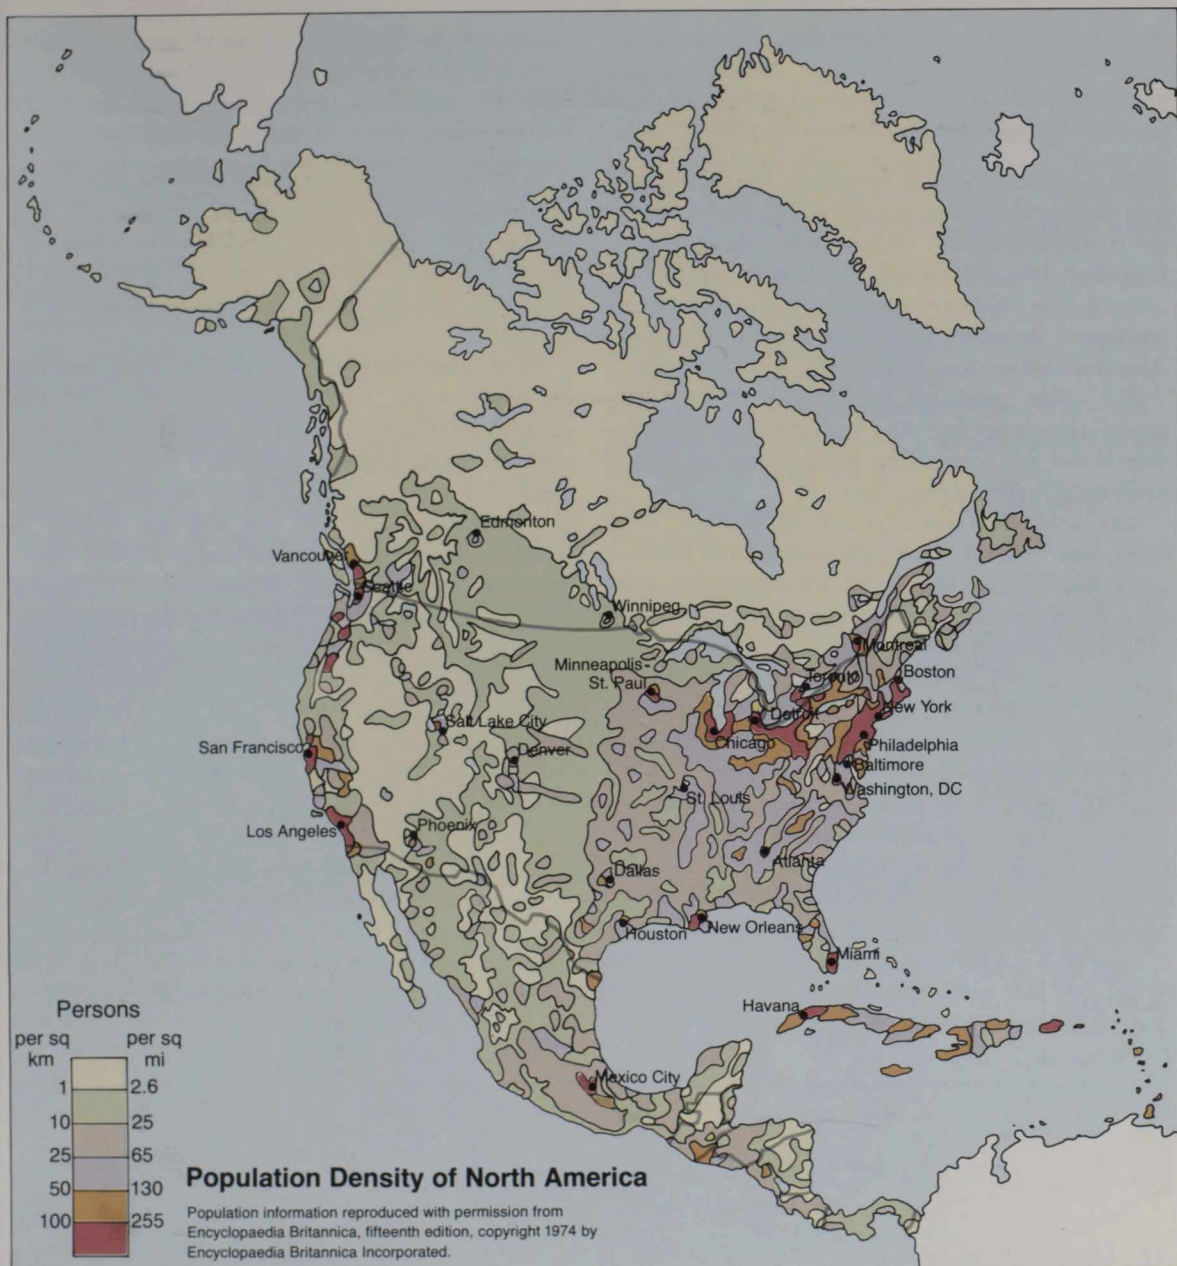 Edmonton
Vancouver
Seattle
Winnipeg
Montreal
Minneapolis-
St. Paul
Toronto
Boston
New York
Detroit
Salt Lake City
San Francisco
Denver
Chicago
Philadelphia
Baltimore
Washington, DC
St. Louis
Los Angeles
Phoenix
Atlanta
Dallas
Houston
New Orleans
Miami
Havana
Mexico City
Persons
per sq
km
per sq
mi
1 2.6
10 25
25 65
50 130
100 255
Population Density of North America
Population information reproduced with permission from
Encyclopaedia Britannica, fifteenth edition, copyright 1974 by
Encyclopaedia Britannica Incorporated.